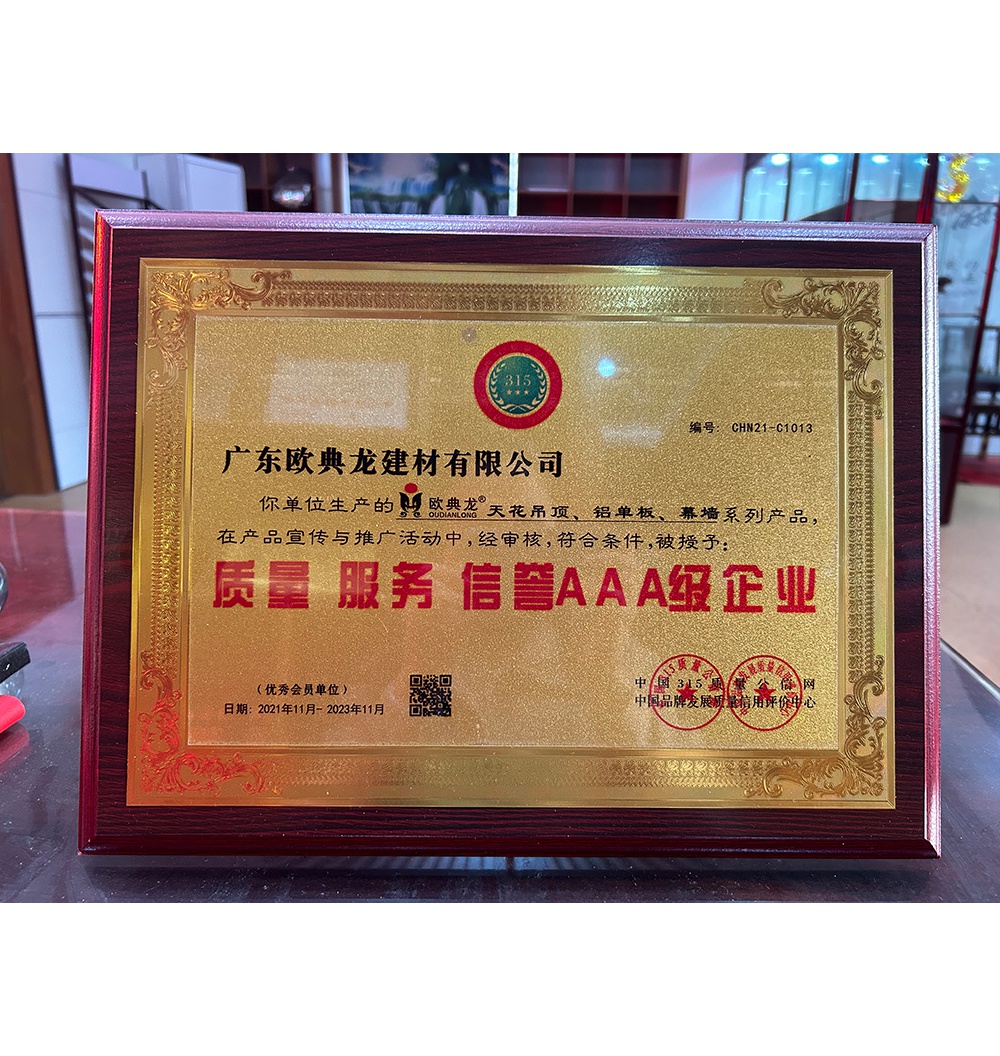 315
编号: CHN21-C1013
广东欧典龙建材有限公司
你单位生产的 欧典龙® OUDIANLONG 天花吊顶、铝单板、幕墙系列产品,
在产品宣传与推广活动中,经审核,符合条件,被授予:
质量 服务 信誉AAA级企业
(优秀会员单位)
日期: 2021年11月- 2023年11月
中国315质量公信网
中国品牌发展质量信用评价中心